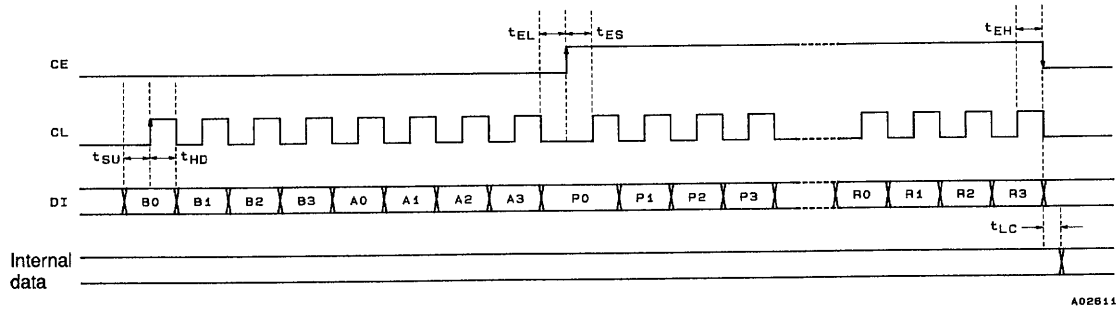 tEL tES tEH
CE
CL
tSU tHD
DI B0 B1 B2 B3 A0 A1 A2 A3 P0 P1 P2 P3 R0 R1 R2 R3
tLC
Internal
data
A02611